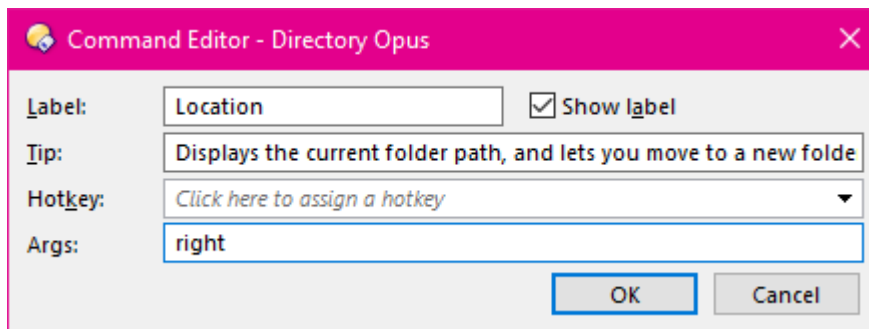 Command Editor - Directory Opus
Label: Location Show label
Tip: Displays the current folder path, and lets you move to a new folde
Hotkey: Click here to assign a hotkey
Args: right
OK Cancel